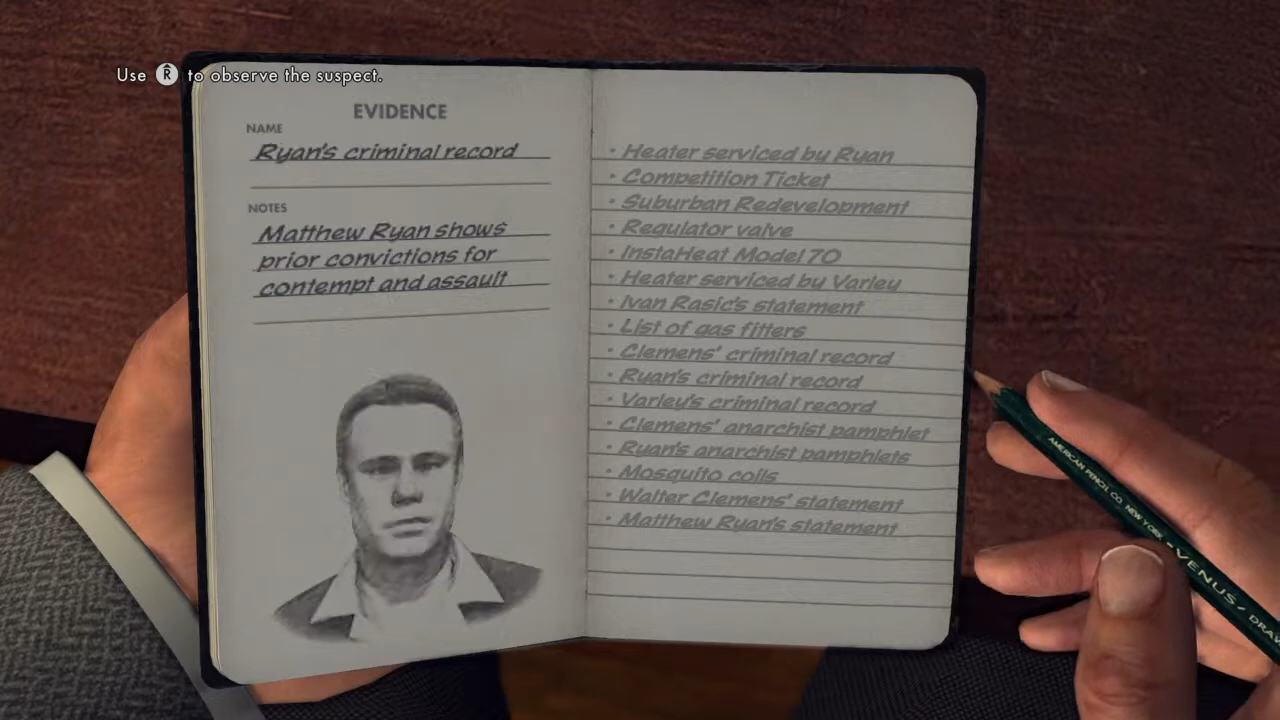 Use R to observe the suspect.
EVIDENCE
NAME
Ryan's criminal record
NOTES
Matthew Ryan shows
prior convictions for
contempt and assault
• Heater serviced by Ryan
• Competition Ticket
• Suburban Redevelopment
• Regulator valve
• InstaHeat Model 70
• Heater serviced by Varley
• Ivan Rasic's statement
• List of gas fitters
• Clemens' criminal record
• Ryan's criminal record
• Varley's criminal record
• Clemens' anarchist pamphlet
• Ryan's anarchist pamphlets
• Mosquito coils
• Walter Clemens' statement
• Matthew Ryan's statement
AMERICAN PENCIL CO. NEW YORK
VENUS
DRAW